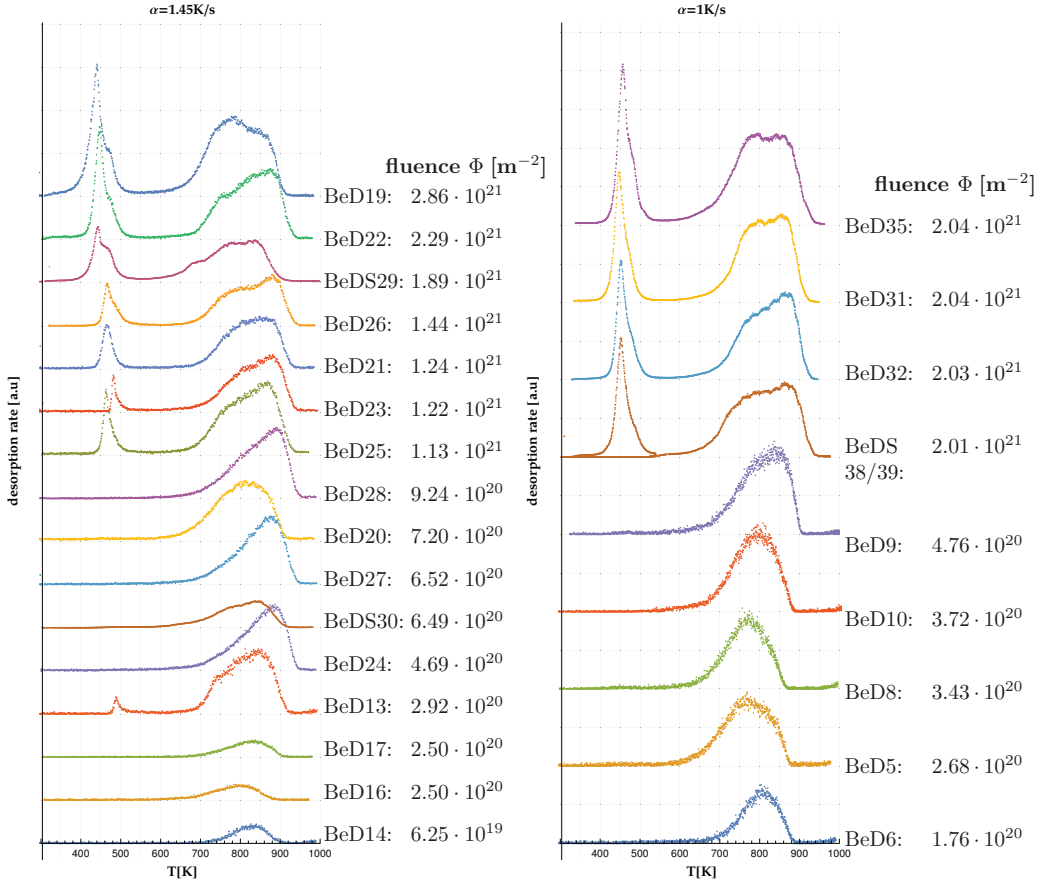 α=1.45K/s
desorption rate [a.u]
fluence Φ [m⁻²]
BeD19: 2.86 · 10²¹
BeD22: 2.29 · 10²¹
BeDS29: 1.89 · 10²¹
BeD26: 1.44 · 10²¹
BeD21: 1.24 · 10²¹
BeD23: 1.22 · 10²¹
BeD25: 1.13 · 10²¹
BeD28: 9.24 · 10²⁰
BeD20: 7.20 · 10²⁰
BeD27: 6.52 · 10²⁰
BeDS30: 6.49 · 10²⁰
BeD24: 4.69 · 10²⁰
BeD13: 2.92 · 10²⁰
BeD17: 2.50 · 10²⁰
BeD16: 2.50 · 10²⁰
BeD14: 6.25 · 10¹⁹
400 500 600 700 800 900 1000
T[K]
α=1K/s
desorption rate [a.u]
fluence Φ [m⁻²]
BeD35: 2.04 · 10²¹
BeD31: 2.04 · 10²¹
BeD32: 2.03 · 10²¹
BeDS 2.01 · 10²¹
38/39:
BeD9: 4.76 · 10²⁰
BeD10: 3.72 · 10²⁰
BeD8: 3.43 · 10²⁰
BeD5: 2.68 · 10²⁰
BeD6: 1.76 · 10²⁰
400 500 600 700 800 900 1000
T[K]